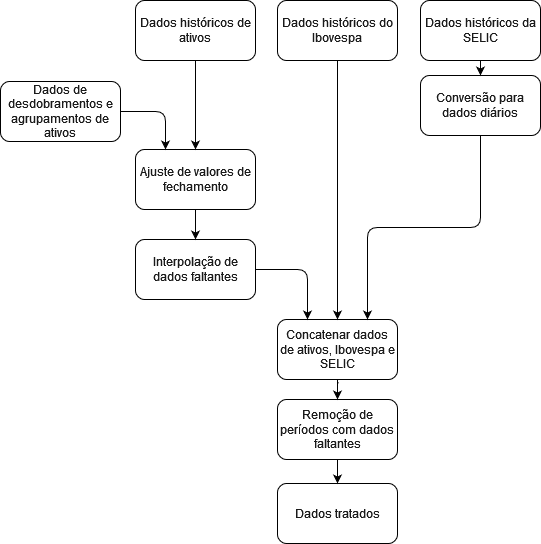 Dados históricos de
ativos
Dados históricos do
Ibovespa
Dados históricos da
SELIC
Dados de
desdobramentos e
agrupamentos de
ativos
Conversão para
dados diários
Ajuste de valores de
fechamento
Interpolação de
dados faltantes
Concatenar dados
de ativos, Ibovespa e
SELIC
Remoção de
períodos com dados
faltantes
Dados tratados